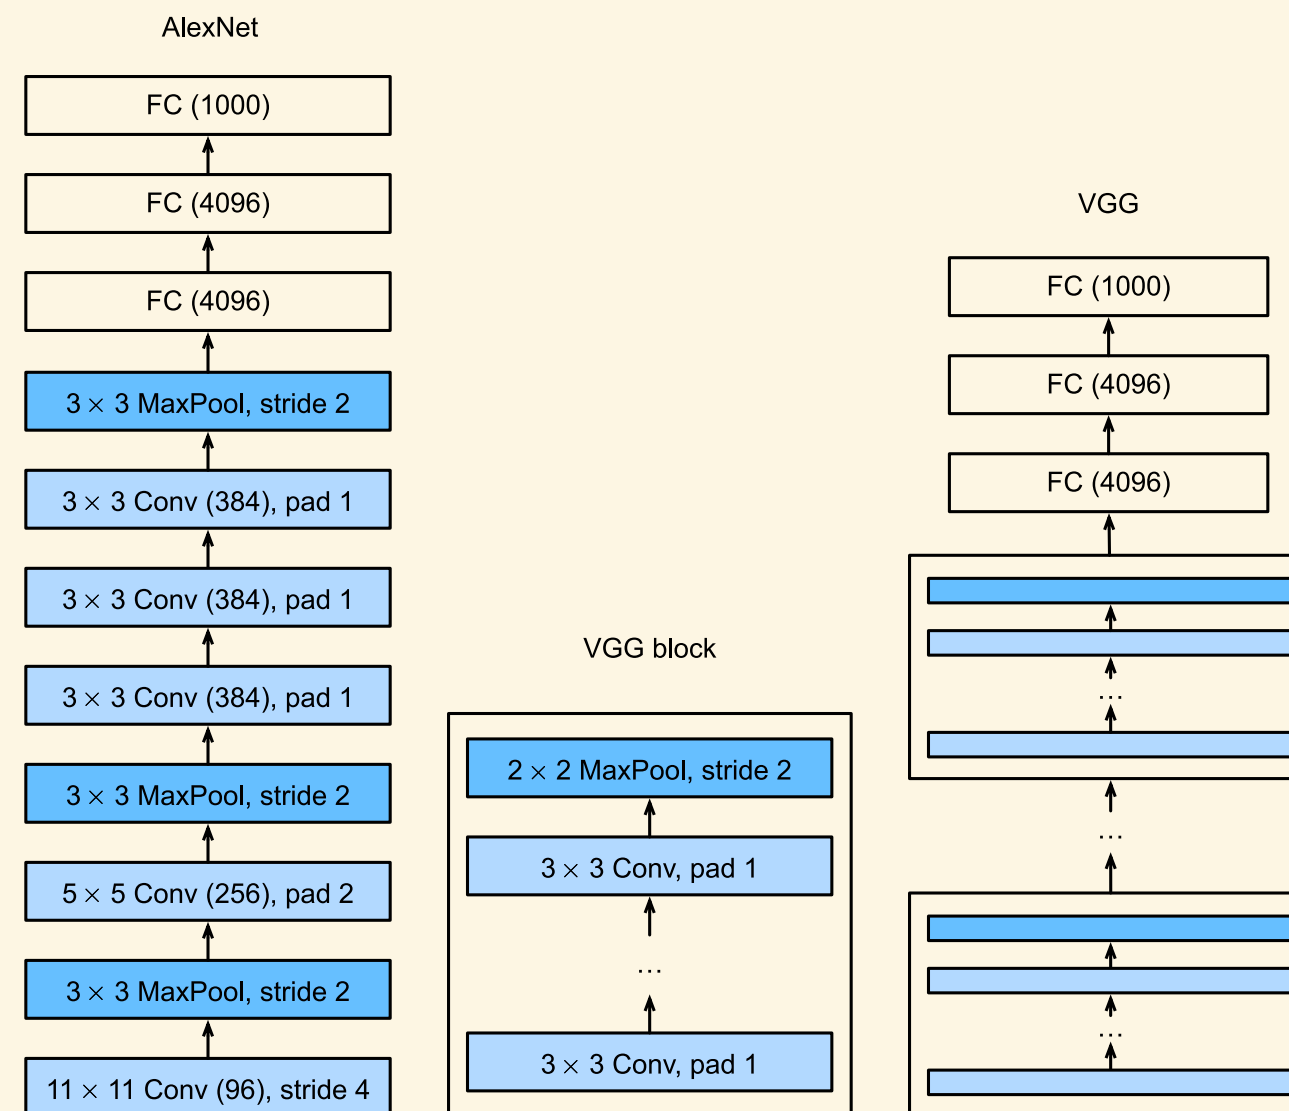 AlexNet
FC (1000)
FC (4096)
FC (4096)
3 × 3 MaxPool, stride 2
3 × 3 Conv (384), pad 1
3 × 3 Conv (384), pad 1
3 × 3 Conv (384), pad 1
3 × 3 MaxPool, stride 2
5 × 5 Conv (256), pad 2
3 × 3 MaxPool, stride 2
11 × 11 Conv (96), stride 4
VGG block
2 × 2 MaxPool, stride 2
3 × 3 Conv, pad 1
...
3 × 3 Conv, pad 1
VGG
FC (1000)
FC (4096)
FC (4096)
...
...
...